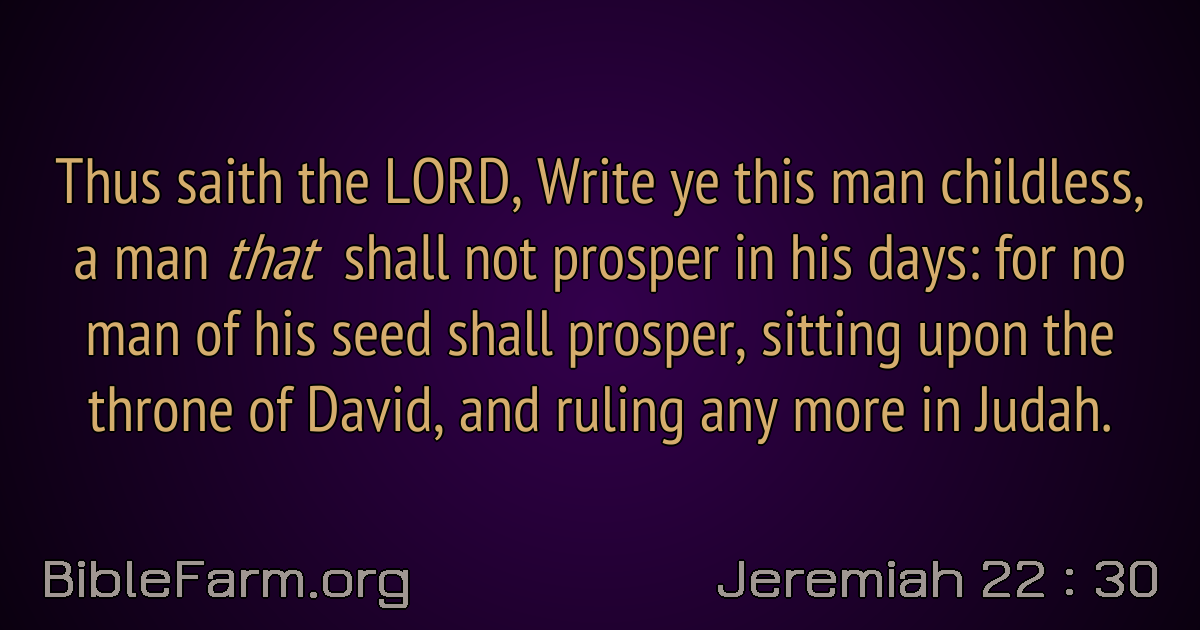 Thus saith the LORD, Write ye this man childless,
a man that shall not prosper in his days: for no
man of his seed shall prosper, sitting upon the
throne of David, and ruling any more in Judah.
BibleFarm.org
Jeremiah 22 : 30